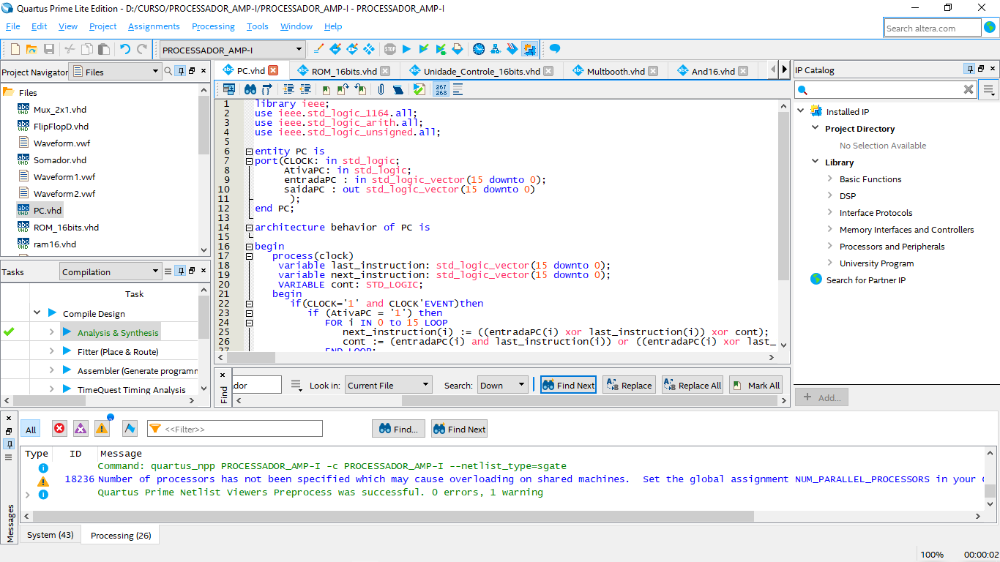 Quartus Prime Lite Edition - D:/CURSO/PROCESSADOR_AMP-I/PROCESSADOR_AMP-I - PROCESSADOR_AMP-I
File Edit View Project Assignments Processing Tools Window Help
Search altera.com
PROCESSADOR_AMP-I
Project Navigator Files
Files
Mux_2x1.vhd
FlipFlopD.vhd
Waveform.vwf
Somador.vhd
Waveform1.vwf
Waveform2.vwf
PC.vhd
ROM_16bits.vhd
ram16.vhd
Tasks Compilation
Task
Compile Design
Analysis & Synthesis
Fitter (Place & Route)
Assembler (Generate programm
TimeQuest Timing Analysis
PC.vhd ROM_16bits.vhd Unidade_Controle_16bits.vhd Multbooth.vhd And16.vhd
267
268
1 library ieee;
2 use ieee.std_logic_1164.all;
3 use ieee.std_logic_arith.all;
4 use ieee.std_logic_unsigned.all;
5
6 entity PC is
7 port(CLOCK: in std_logic;
8 AtivaPC: in std_logic;
9 entradaPC : in std_logic_vector(15 downto 0);
10 saidaPC : out std_logic_vector(15 downto 0)
11 );
12 end PC;
13
14 architecture behavior of PC is
15
16 begin
17 process(clock)
18 variable last_instruction: std_logic_vector(15 downto 0);
19 variable next_instruction: std_logic_vector(15 downto 0);
20 VARIABLE cont: STD_LOGIC;
21 begin
22 if(CLOCK='1' and CLOCK'EVENT)then
23 if (AtivaPC = '1') then
24 FOR i IN 0 to 15 LOOP
25 next_instruction(i) := ((entradaPC(i) xor last_instruction(i)) xor cont);
26 cont := (entradaPC(i) and last_instruction(i)) or ((entradaPC(i) xor last_
27 END LOOP;
Find
dor Look in: Current File Search: Down Find Next Replace Replace All Mark All
IP Catalog
Installed IP
Project Directory
No Selection Available
Library
Basic Functions
DSP
Interface Protocols
Memory Interfaces and Controllers
Processors and Peripherals
University Program
Search for Partner IP
+ Add...
All <<Filter>> Find... Find Next
Type ID Message
Command: quartus_npp PROCESSADOR_AMP-I -c PROCESSADOR_AMP-I --netlist_type=sgate
18236 Number of processors has not been specified which may cause overloading on shared machines. Set the global assignment NUM_PARALLEL_PROCESSORS in your
Quartus Prime Netlist Viewers Preprocess was successful. 0 errors, 1 warning
Messages
System (43) Processing (26)
100% 00:00:02